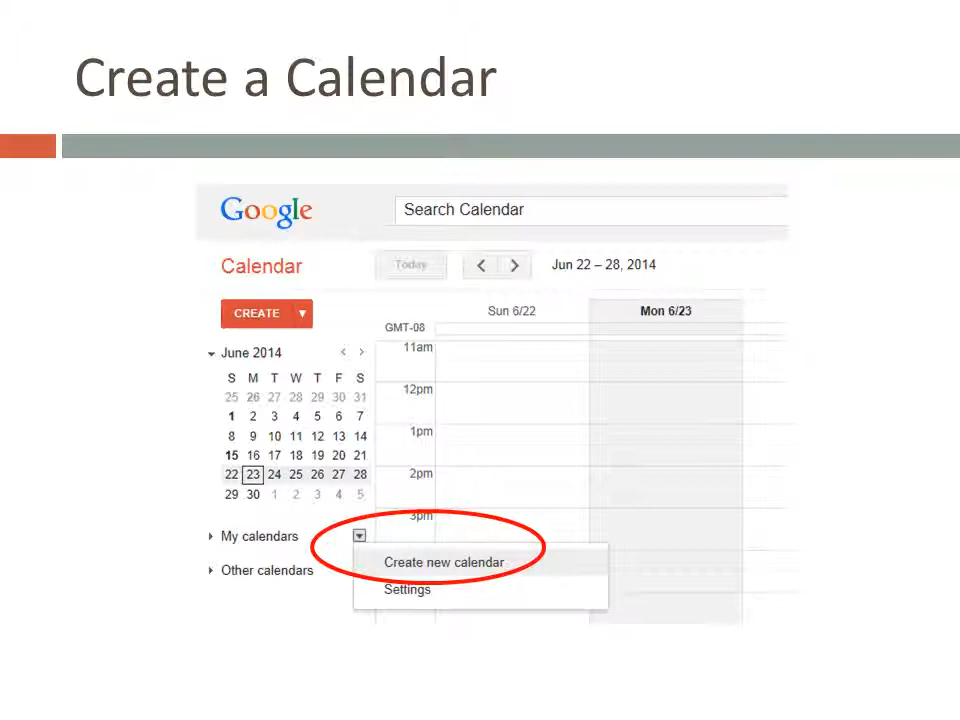 Create a Calendar
Google
Search Calendar
Calendar
Today
Jun 22 – 28, 2014
CREATE
Sun 6/22
Mon 6/23
GMT-08
June 2014
S M T W T F S
25 26 27 28 29 30 31
1 2 3 4 5 6 7
8 9 10 11 12 13 14
15 16 17 18 19 20 21
22 23 24 25 26 27 28
29 30 1 2 3 4 5
11am
12pm
1pm
2pm
3pm
My calendars
Other calendars
Create new calendar
Settings